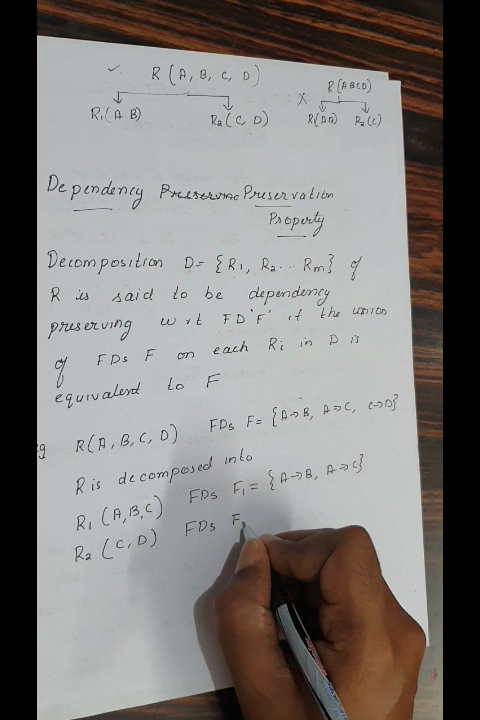 ✓ R (A, B, C, D)
R₁(A B) R₂(C, D)
X R(ABCD)
R₁(AB) R₂(C)
Dependency Preserving Preservation
Property
Decomposition D= {R₁, R₂... Rm} of
R is said to be dependency
preserving wrt FD 'F' if the union
of FDs F on each Ri in D is
equivalent to F
eg R(A, B, C, D) FDs F= {A→B, A→C, C→D}
R is decomposed into
R₁ (A, B, C) FDs F₁ = {A→B, A→C}
R₂ (C, D) FDs F